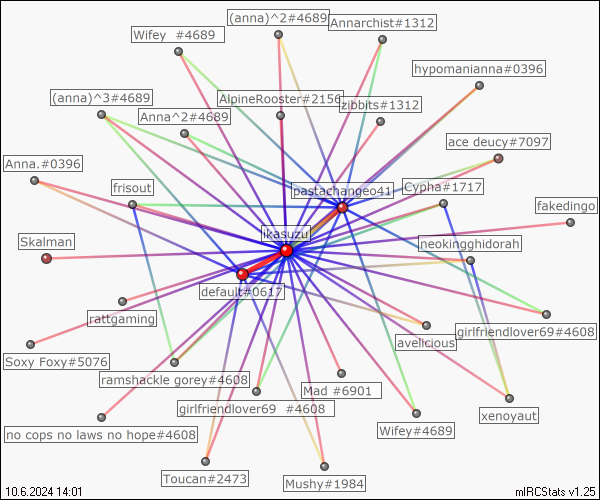 (anna)^2#4689
Annarchist#1312
Wifey  #4689
hypomanianna#0396
(anna)^3#4689
AlpineRooster#2156
zibbits#1312
Anna^2#4689
ace deucy#7097
Anna.#0396
frisout
pastachangeo41
Cypha#1717
fakedingo
ikasuzu
Skalman
neokingghidorah
default#0617
rattgaming
girlfriendlover69#4608
avelicious
Soxy Foxy#5076
ramshackle gorey#4608
Mad #6901
girlfriendlover69  #4608
xenoyaut
no cops no laws no hope#4608
Wifey#4689
Toucan#2473
Mushy#1984
10.6.2024 14:01
mIRCStats v1.25